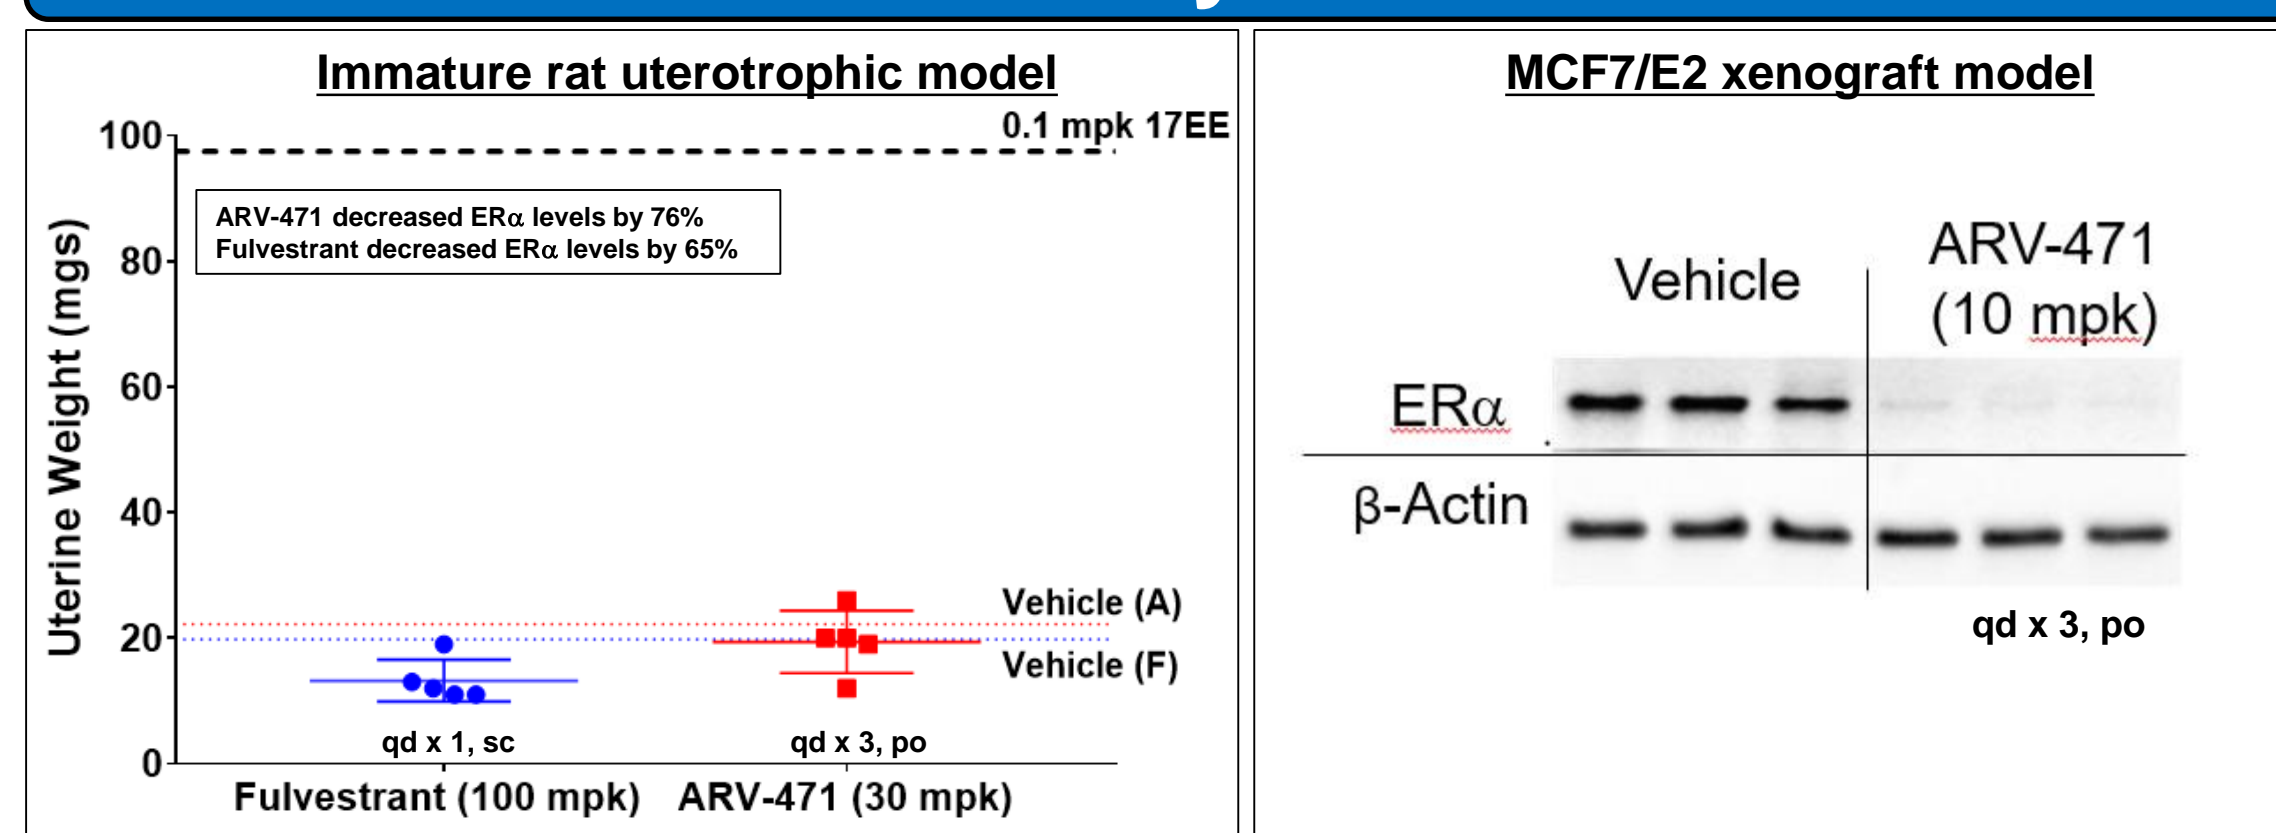 Immature rat uterotrophic model
0.1 mpk 17EE
100
80
60
40
20
0
Uterine Weight (mgs)
ARV-471 decreased ERα levels by 76%
Fulvestrant decreased ERα levels by 65%
Vehicle (A)
Vehicle (F)
qd x 1, sc
qd x 3, po
Fulvestrant (100 mpk)
ARV-471 (30 mpk)
MCF7/E2 xenograft model
Vehicle
ARV-471
(10 mpk)
ERα
β-Actin
qd x 3, po